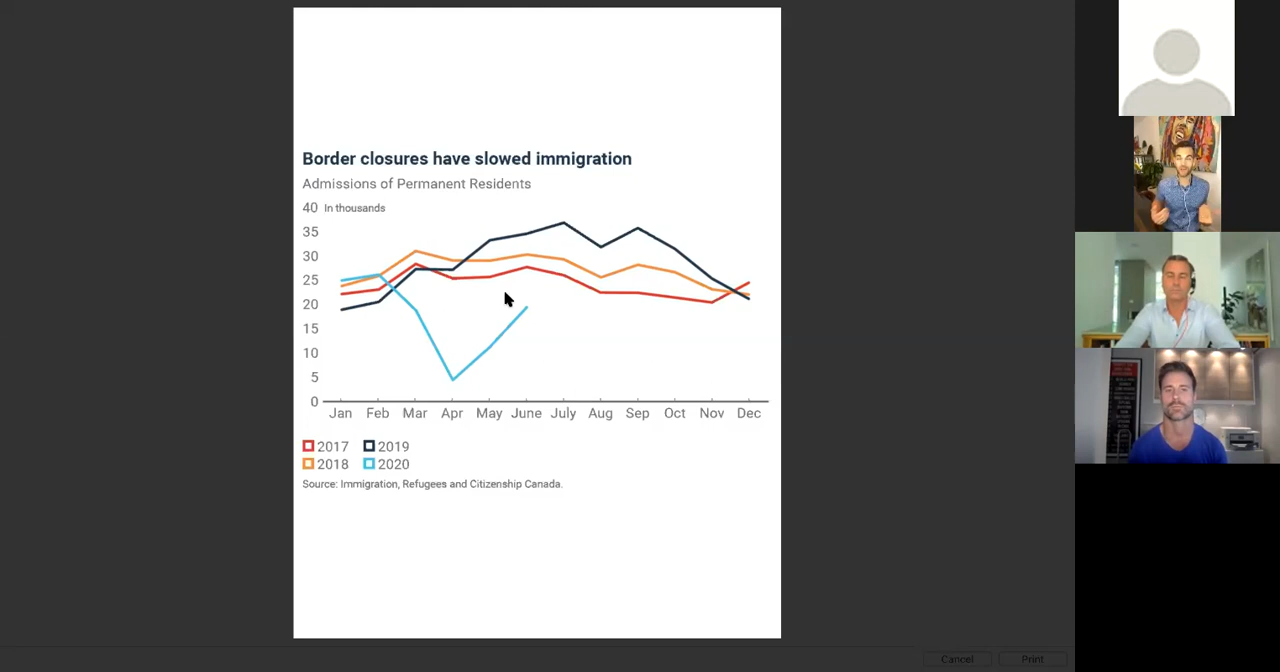 Border closures have slowed immigration
Admissions of Permanent Residents
40 In thousands
35
30
25
20
15
10
5
0
Jan Feb Mar Apr May June July Aug Sep Oct Nov Dec
2017 2019
2018 2020
Source: Immigration, Refugees and Citizenship Canada.
Cancel Print